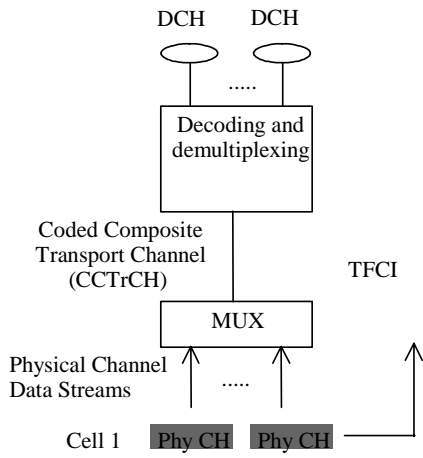 DCH DCH
.....
Decoding and
demultiplexing
Coded Composite
Transport Channel
(CCTrCH)
TFCI
MUX
Physical Channel
Data Streams
.....
Cell 1 Phy CH Phy CH